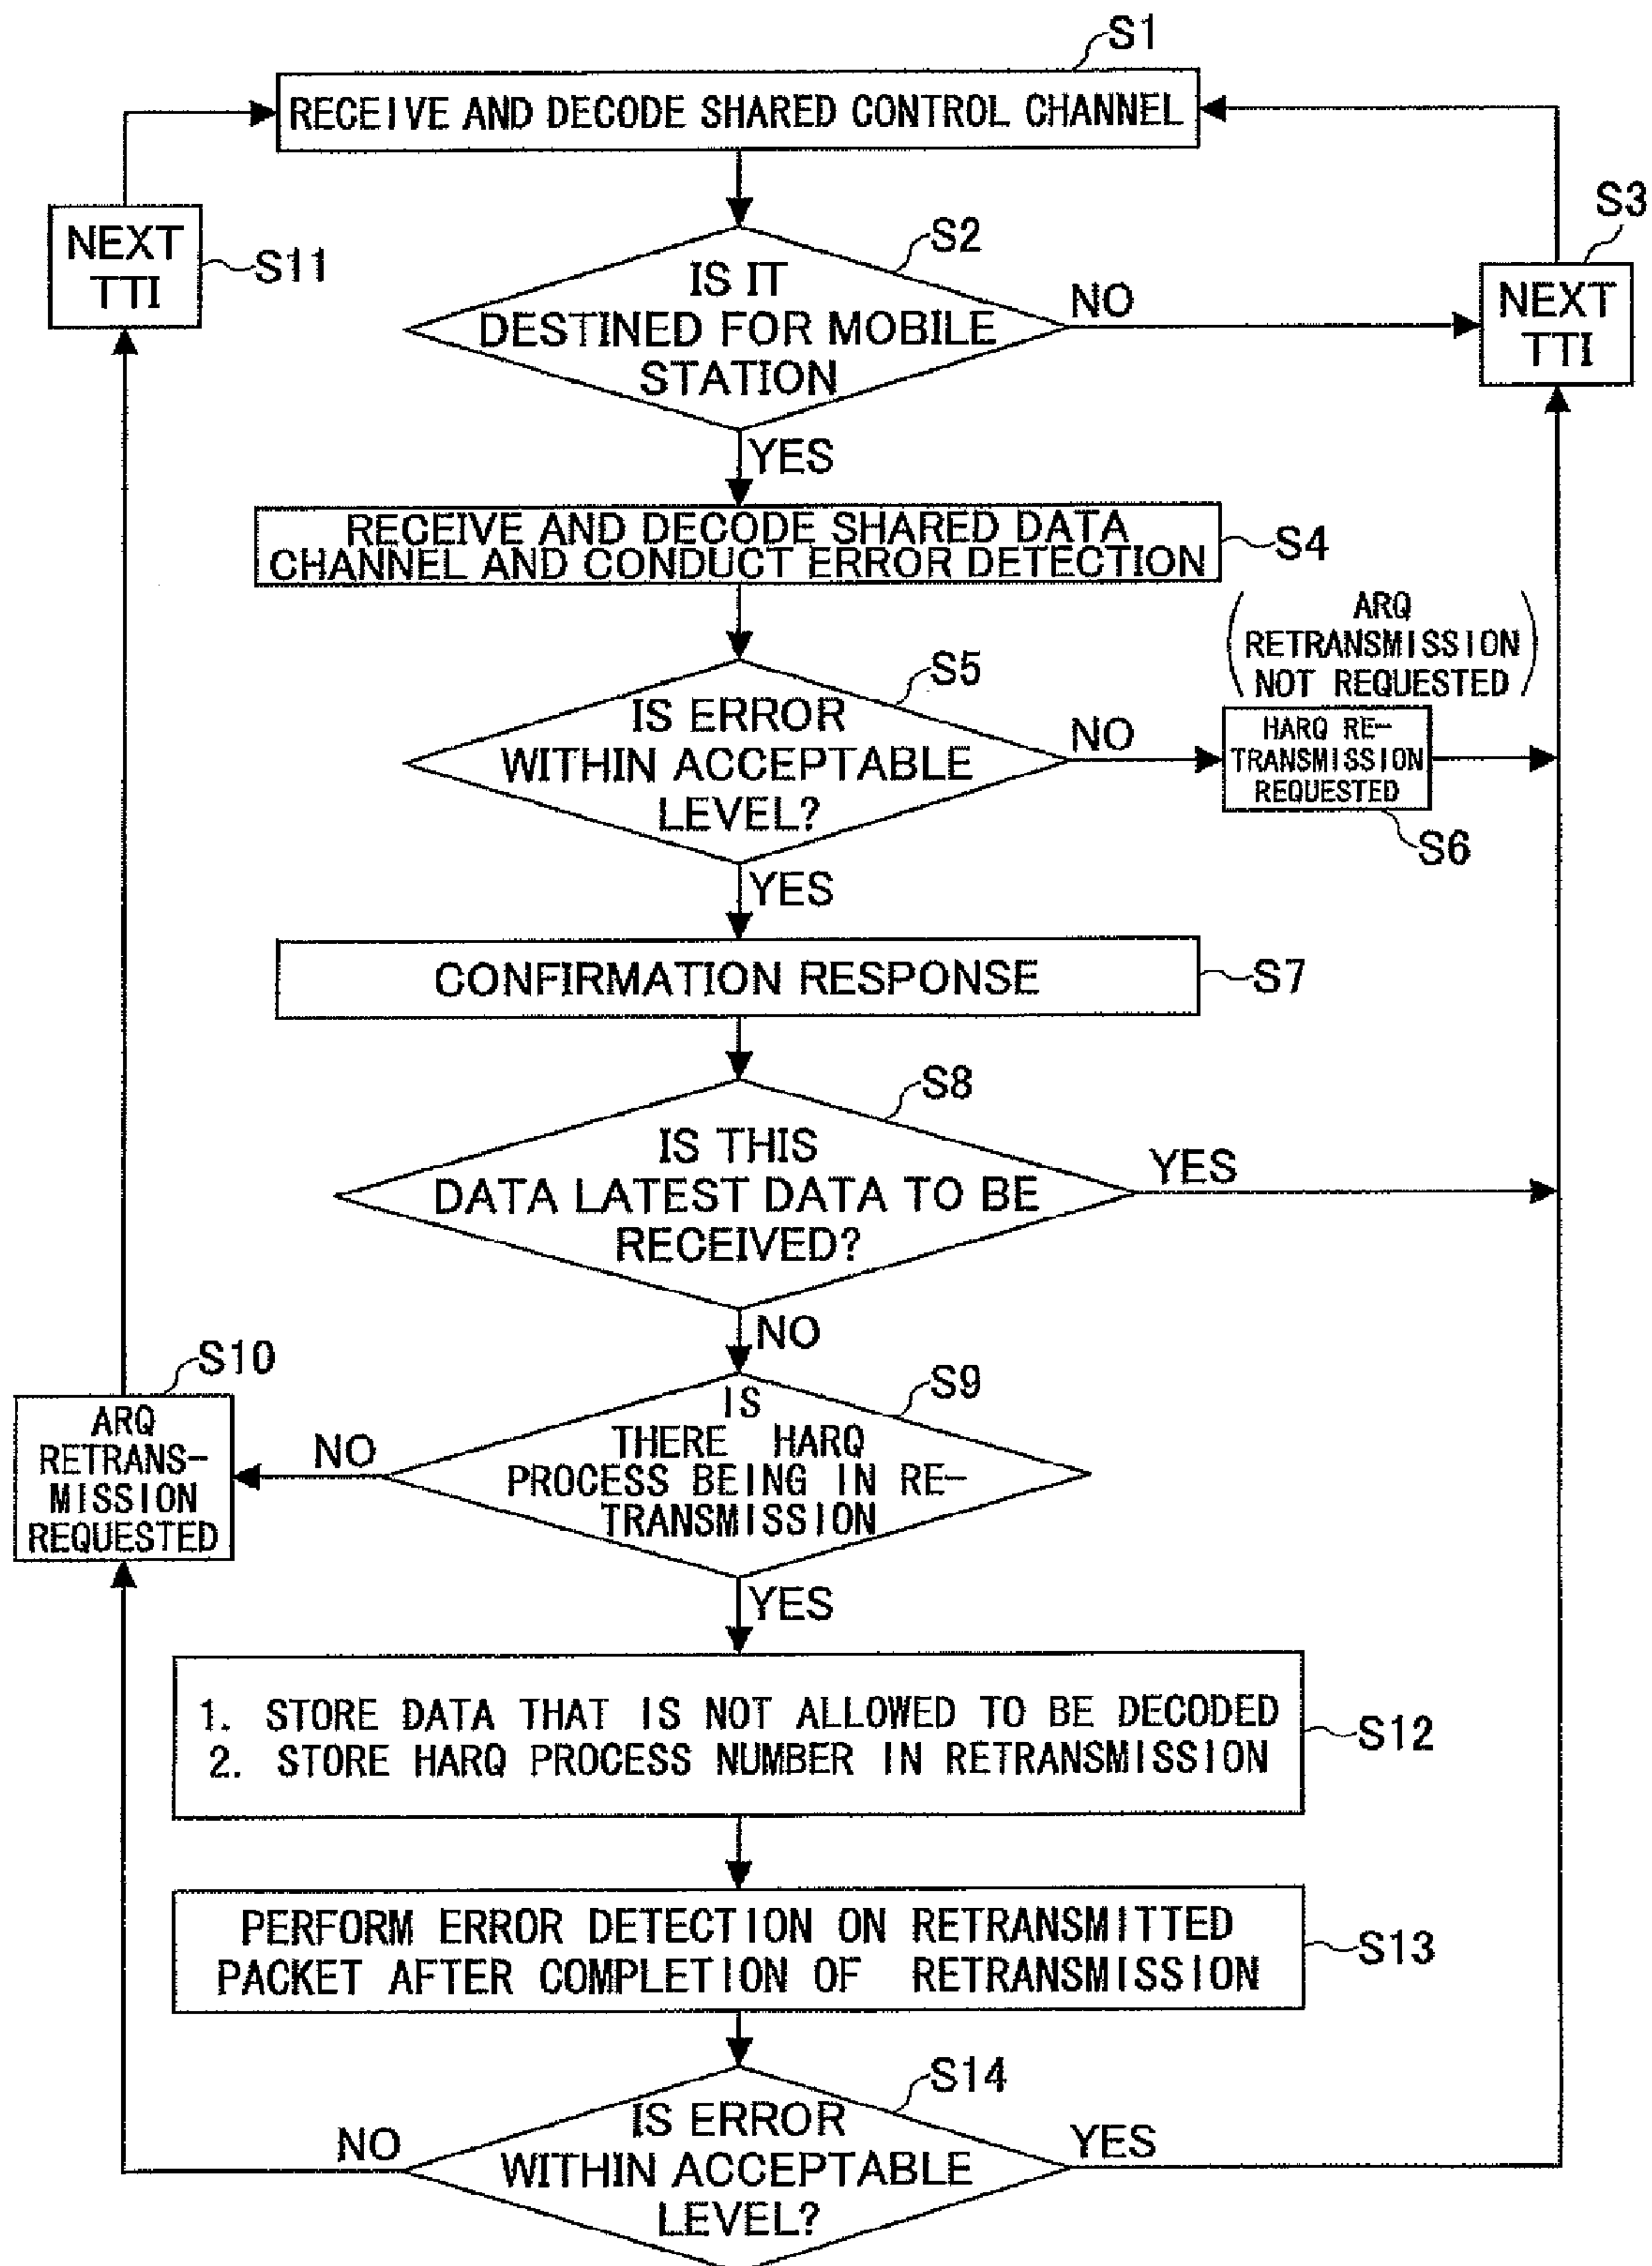 S1
RECEIVE AND DECODE SHARED CONTROL CHANNEL
NEXT
TTI
S11
S2
IS IT
DESTINED FOR MOBILE
STATION
NO
S3
NEXT
TTI
YES
RECEIVE AND DECODE SHARED DATA
CHANNEL AND CONDUCT ERROR DETECTION
S4
(ARQ
RETRANSMISSION
NOT REQUESTED)
S5
IS ERROR
WITHIN ACCEPTABLE
LEVEL?
NO
HARQ RE-
TRANSMISSION
REQUESTED
S6
YES
CONFIRMATION RESPONSE
S7
S8
IS THIS
DATA LATEST DATA TO BE
RECEIVED?
YES
NO
S10
ARQ
RETRANS-
MISSION
REQUESTED
NO
S9
IS
THERE HARQ
PROCESS BEING IN RE-
TRANSMISSION
YES
1. STORE DATA THAT IS NOT ALLOWED TO BE DECODED
2. STORE HARQ PROCESS NUMBER IN RETRANSMISSION
S12
PERFORM ERROR DETECTION ON RETRANSMITTED
PACKET AFTER COMPLETION OF RETRANSMISSION
S13
S14
IS ERROR
WITHIN ACCEPTABLE
LEVEL?
NO
YES